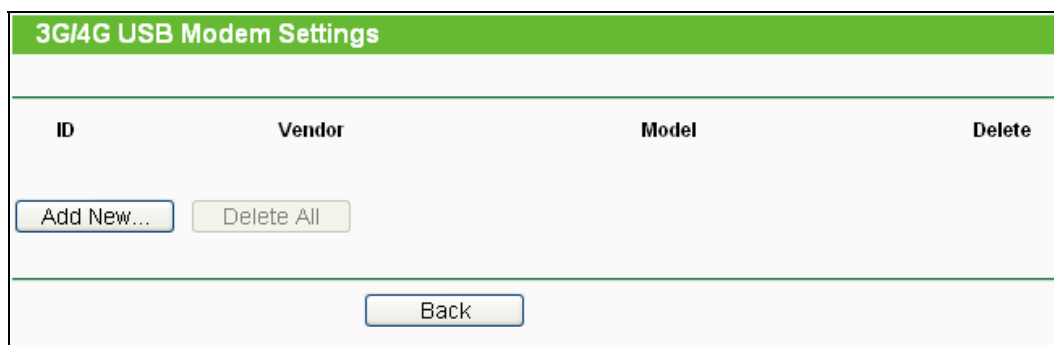 3G/4G USB Modem Settings
ID Vendor Model Delete
Add New... Delete All
Back